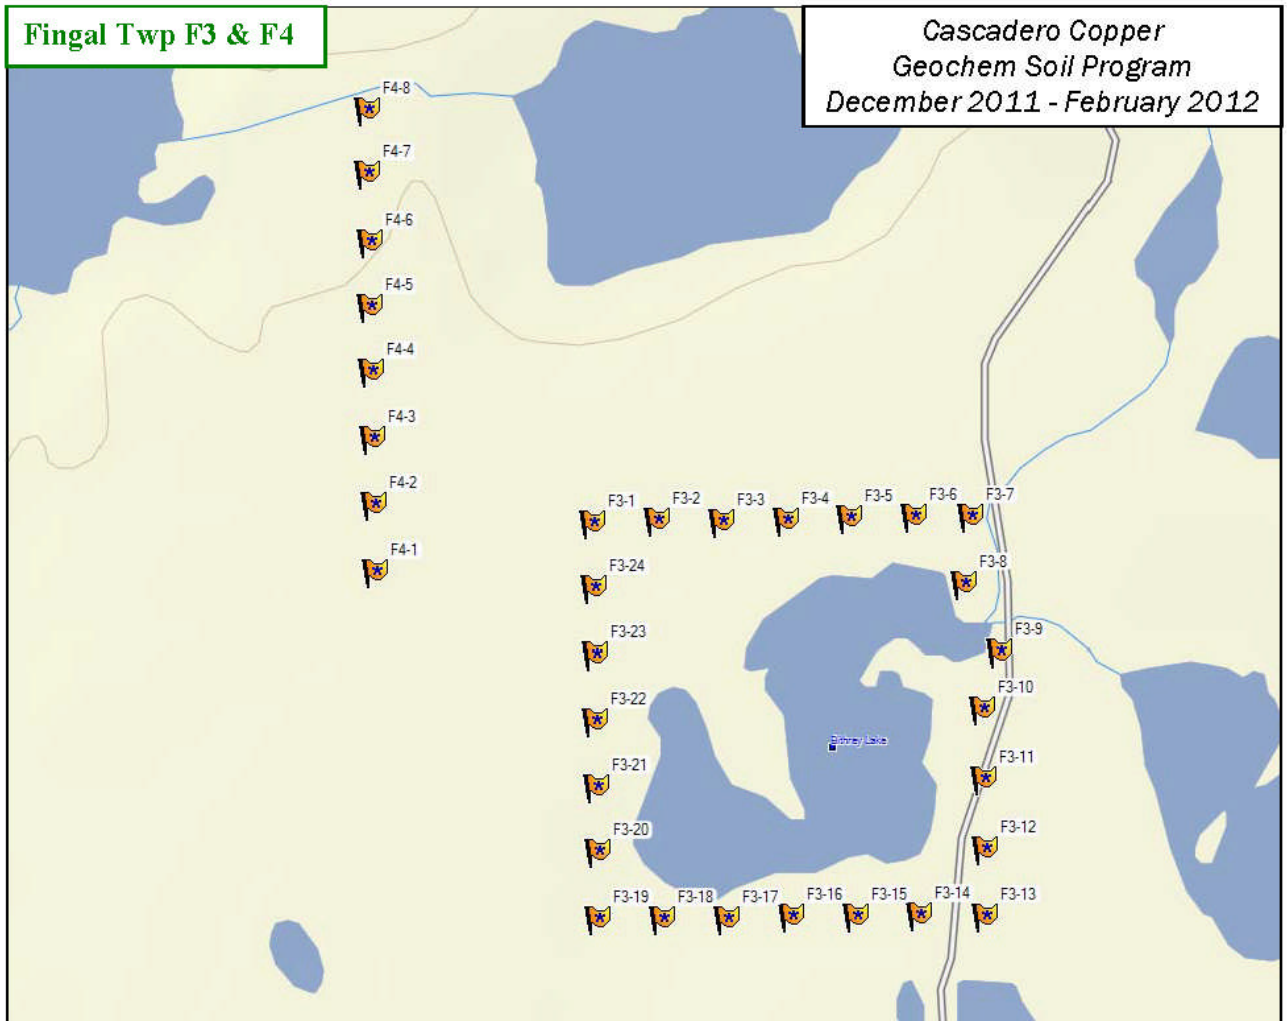 Fingal Twp F3 & F4
Cascadero Copper
Geochem Soil Program
December 2011 - February 2012
F4-8
F4-7
F4-6
F4-5
F4-4
F4-3
F4-2
F4-1
F3-1 F3-2 F3-3 F3-4 F3-5 F3-6 F3-7
F3-24 F3-8
F3-23 F3-9
F3-22 F3-10
Lake
F3-21 F3-11
F3-20 F3-12
F3-19 F3-18 F3-17 F3-16 F3-15 F3-14 F3-13